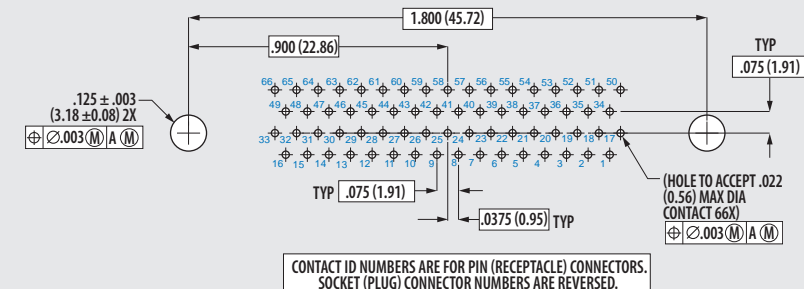 1.800 (45.72)
.900 (22.86)
TYP
.075 (1.91)
66 65 64 63 62 61 60 59 58 57 56 55 54 53 52 51 50
.125 ± .003
(3.18 ±0.08) 2X
⌖ ∅.003 Ⓜ A Ⓜ
49 48 47 46 45 44 43 42 41 40 39 38 37 36 35 34
33 32 31 30 29 28 27 26 25 24 23 22 21 20 19 18 17
16 15 14 13 12 11 10 9 8 7 6 5 4 3 2 1
TYP .075 (1.91)
.0375 (0.95) TYP
(HOLE TO ACCEPT .022
(0.56) MAX DIA
CONTACT 66X)
⌖ ∅.003 Ⓜ A Ⓜ
CONTACT ID NUMBERS ARE FOR PIN (RECEPTACLE) CONNECTORS.
SOCKET (PLUG) CONNECTOR NUMBERS ARE REVERSED.